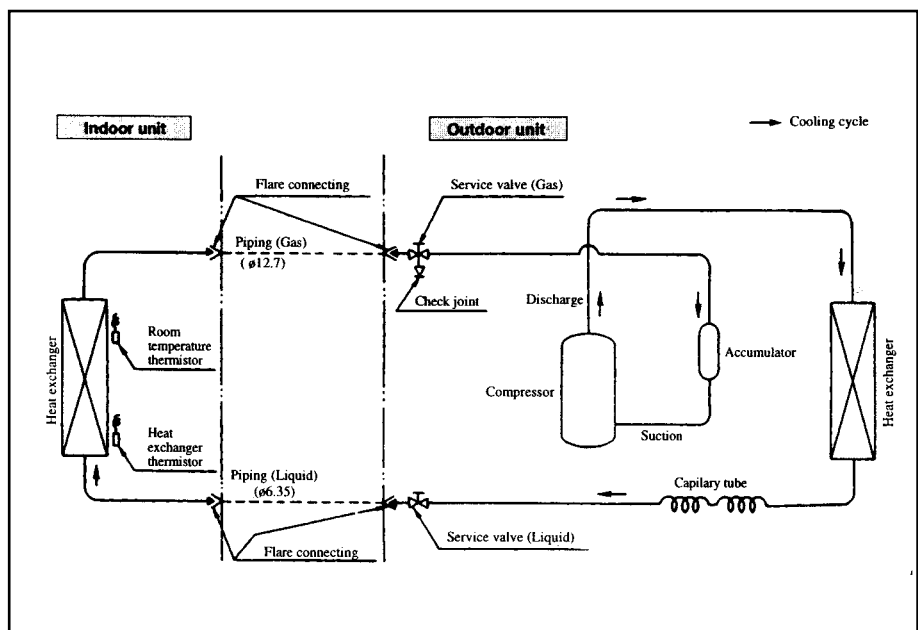 Indoor unit
Outdoor unit
Cooling cycle
Flare connecting
Service valve (Gas)
Piping (Gas)
( ø12.7)
Check joint
Discharge
Room
temperature
thermistor
Accumulator
Heat exchanger
Compressor
Heat exchanger
Heat
exchanger
thermistor
Suction
Piping (Liquid)
(ø6.35)
Capilary tube
Flare connecting
Service valve (Liquid)